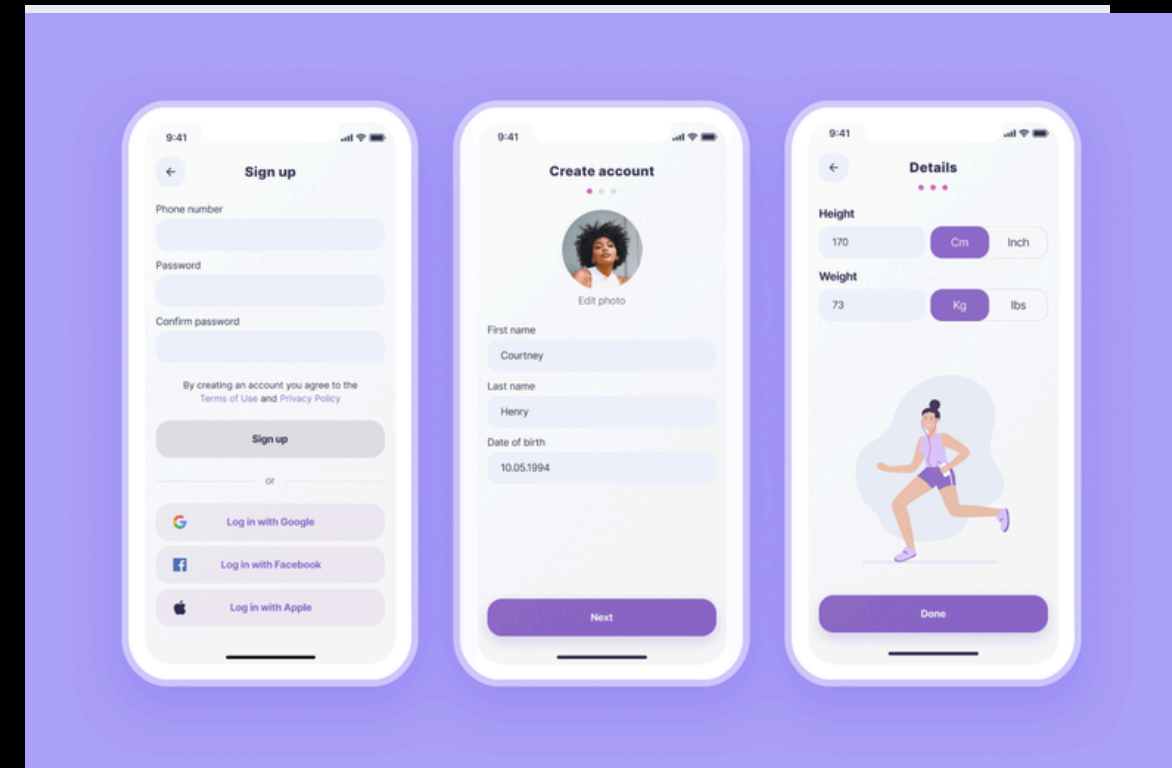 9:41
Sign up
Phone number
Password
Confirm password
By creating an account you agree to the
Terms of Use and Privacy Policy
Sign up
or
Log in with Google
Log in with Facebook
Log in with Apple
9:41
Create account
Edit photo
First name
Courtney
Last name
Henry
Date of birth
10.05.1994
Next
9:41
Details
Height
170 Cm Inch
Weight
73 Kg lbs
Done